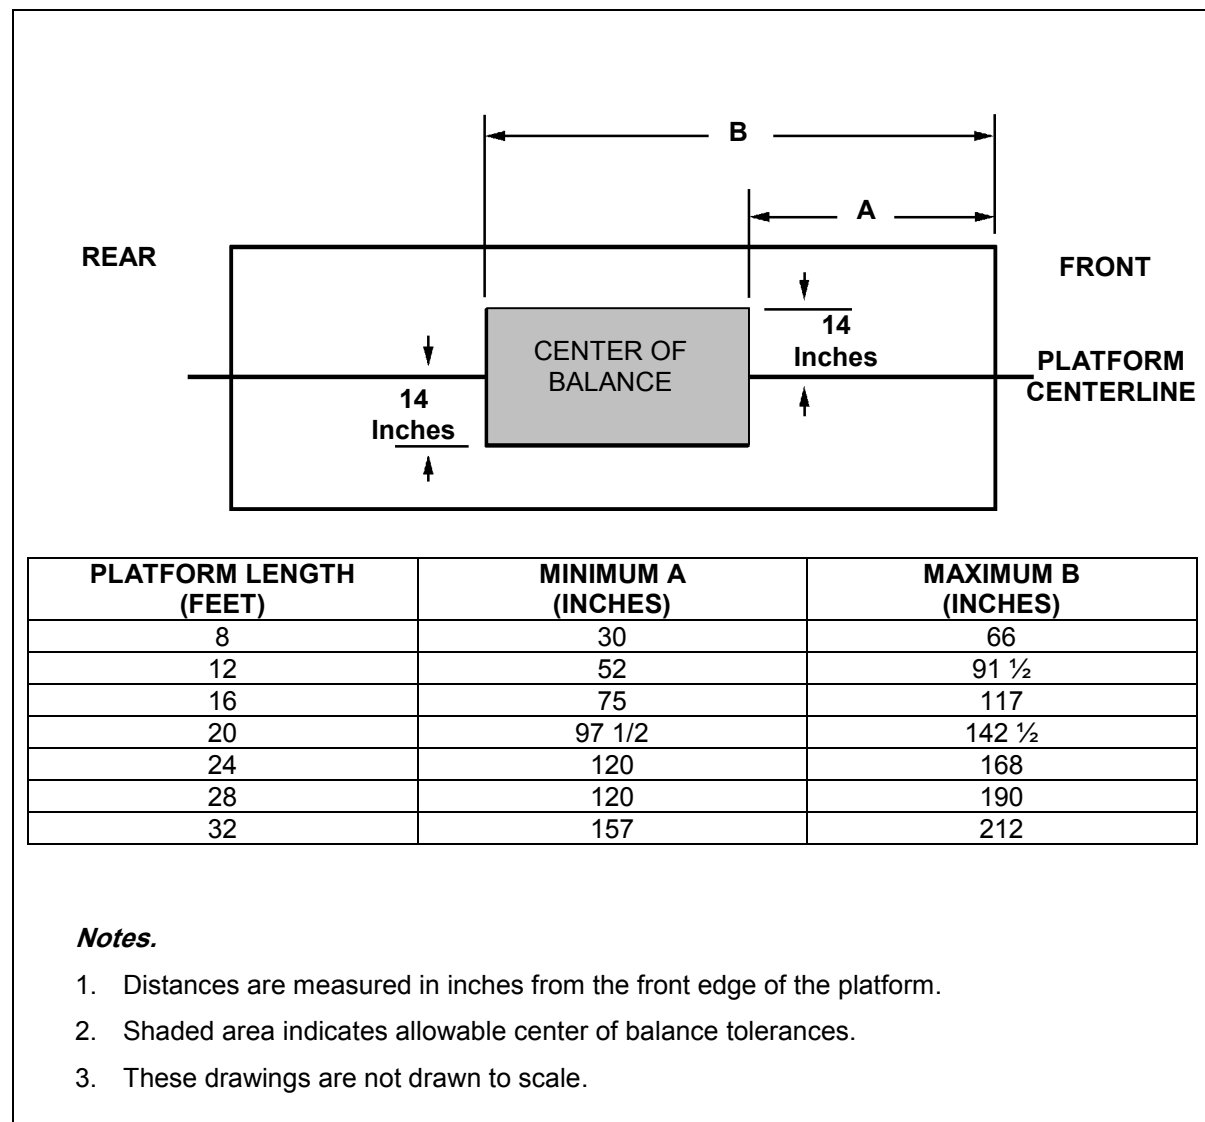 B
A
REAR
FRONT
14
Inches
CENTER OF
BALANCE
PLATFORM
CENTERLINE
14
Inches
PLATFORM LENGTH
(FEET)
MINIMUM A
(INCHES)
MAXIMUM B
(INCHES)
8 30 66
12 52 91 ½
16 75 117
20 97 1/2 142 ½
24 120 168
28 120 190
32 157 212
Notes.
1. Distances are measured in inches from the front edge of the platform.
2. Shaded area indicates allowable center of balance tolerances.
3. These drawings are not drawn to scale.